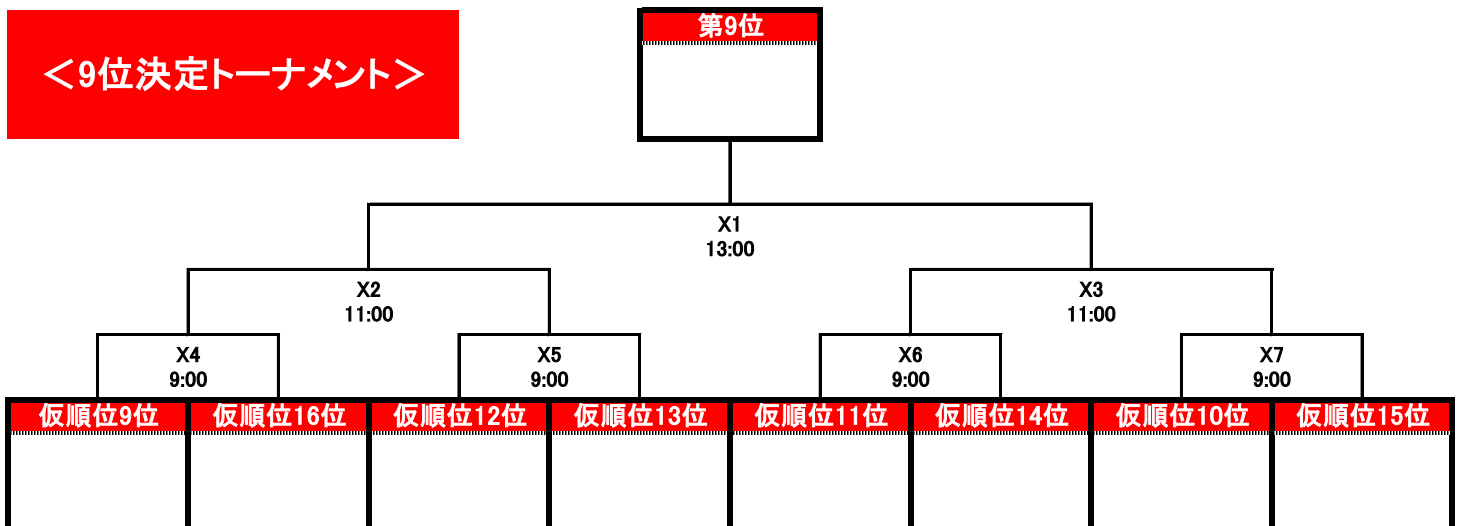 ＜9位決定トーナメント＞
第9位
X1
13:00
X2
11:00
X3
11:00
X4
9:00
X5
9:00
X6
9:00
X7
9:00
仮順位9位
仮順位16位
仮順位12位
仮順位13位
仮順位11位
仮順位14位
仮順位10位
仮順位15位